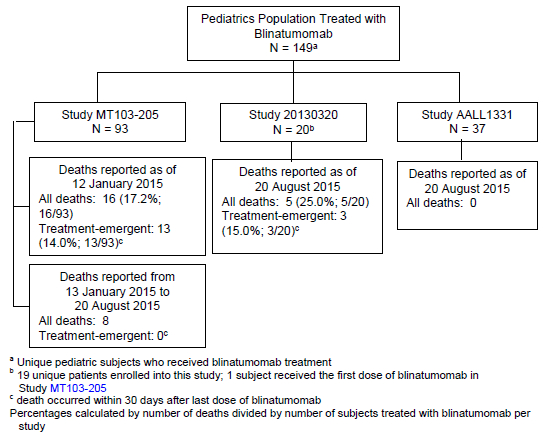 Pediatrics Population Treated with
Blinatumomab
N = 149a
Study MT103-205
N = 93
Study 20130320
N = 20b
Study AALL1331
N = 37
Deaths reported as of
12 January 2015
All deaths: 16 (17.2%;
16/93)
Treatment-emergent: 13
(14.0%; 13/93)c
Deaths reported as of
20 August 2015
All deaths: 5 (25.0%; 5/20)
Treatment-emergent: 3
(15.0%; 3/20)c
Deaths reported as of
20 August 2015
All deaths: 0
Deaths reported from
13 January 2015 to
20 August 2015
All deaths: 8
Treatment-emergent: 0c
a Unique pediatric subjects who received blinatumomab treatment
b 19 unique patients enrolled into this study; 1 subject received the first dose of blinatumomab in
Study MT103-205
c death occurred within 30 days after last dose of blinatumomab
Percentages calculated by number of deaths divided by number of subjects treated with blinatumomab per
study